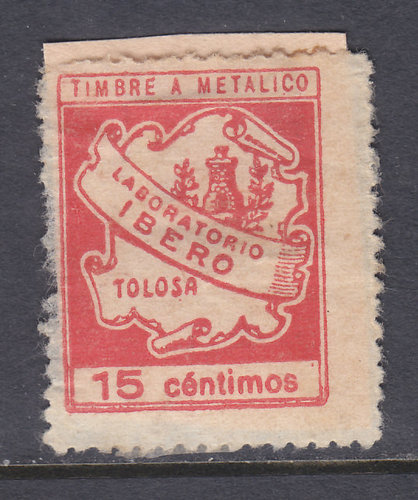 TIMBRE A METALICO
LABORATORIO
IBERO
TOLOSA
15 céntimos